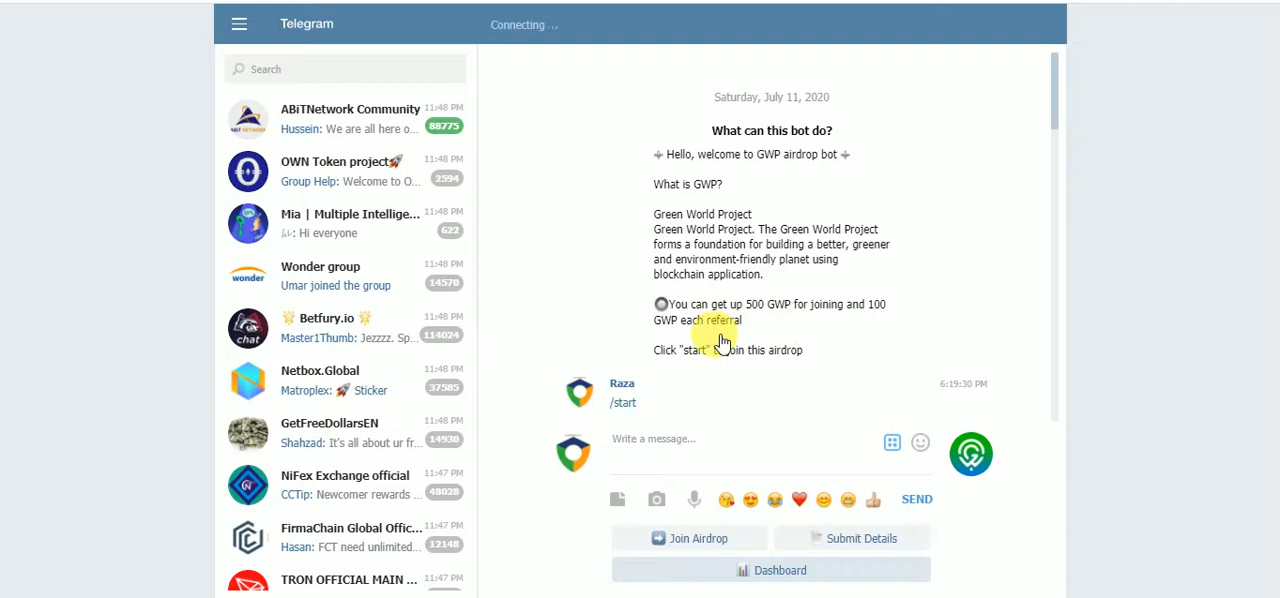 Telegram
Connecting ...
Search
ABiTNetwork Community 11:48 PM
Hussein: We are all here o... 88775
OWN Token project🚀 11:48 PM
Group Help: Welcome to O... 2594
Mia | Multiple Intellige... 11:48 PM
: Hi everyone 622
Wonder group 11:48 PM
Umar joined the group 14570
wonder
🌟 Betfury.io 🌟 11:48 PM
Master1Thumb: Jezzzz. Sp... 114024
chat
Netbox.Global 11:48 PM
Matroplex: 🚀 Sticker 37585
GetFreeDollarsEN 11:48 PM
Shahzad: It's all about ur fr... 14930
NiFex Exchange official 11:47 PM
CCTip: Newcomer rewards ... 48028
FirmaChain Global Offic... 11:47 PM
Hasan: FCT need unlimited... 12148
TRON OFFICIAL MAIN ... 11:47 PM
Saturday, July 11, 2020
What can this bot do?
Hello, welcome to GWP airdrop bot
What is GWP?
Green World Project
Green World Project. The Green World Project
forms a foundation for building a better, greener
and environment-friendly planet using
blockchain application.
🔘You can get up 500 GWP for joining and 100
GWP each referral
Click "start" join this airdrop
Raza 6:19:30 PM
/start
Write a message...
SEND
➡ Join Airdrop
Submit Details
📊 Dashboard